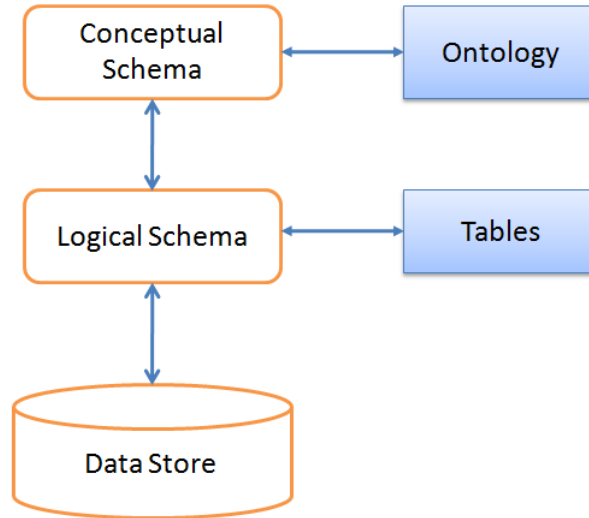 Conceptual
Schema
Ontology
Logical Schema
Tables
Data Store